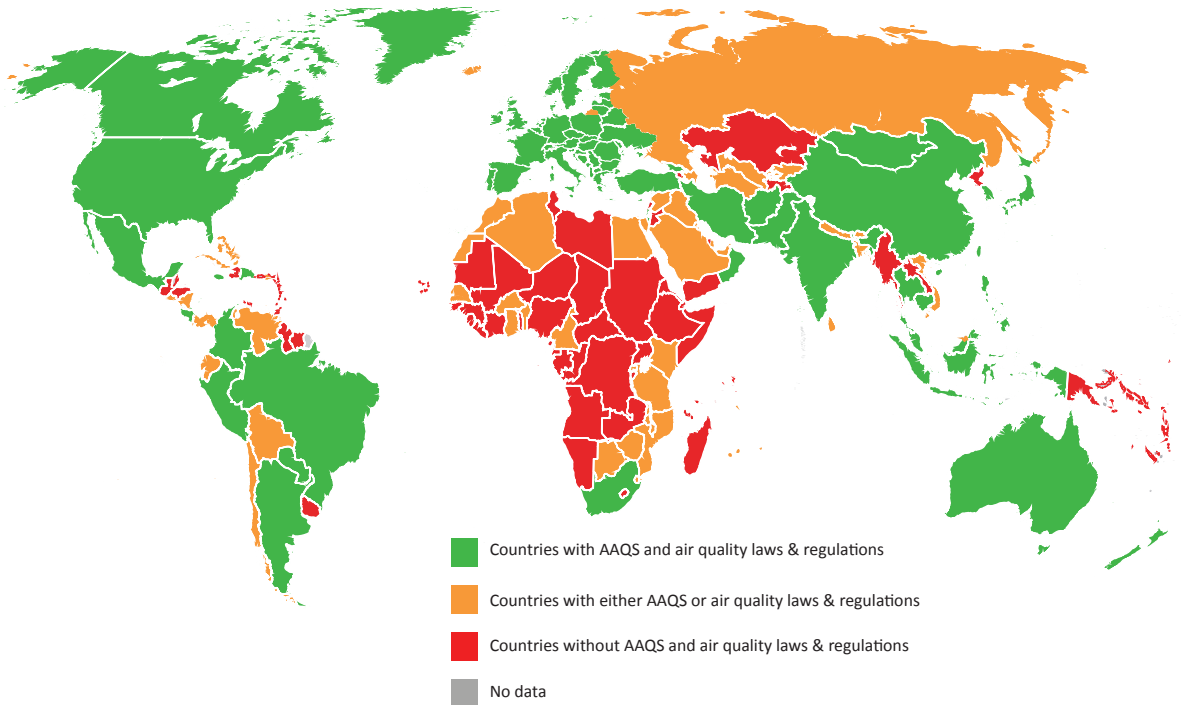 Countries with AAQS and air quality laws & regulations
Countries with either AAQS or air quality laws & regulations
Countries without AAQS and air quality laws & regulations
No data